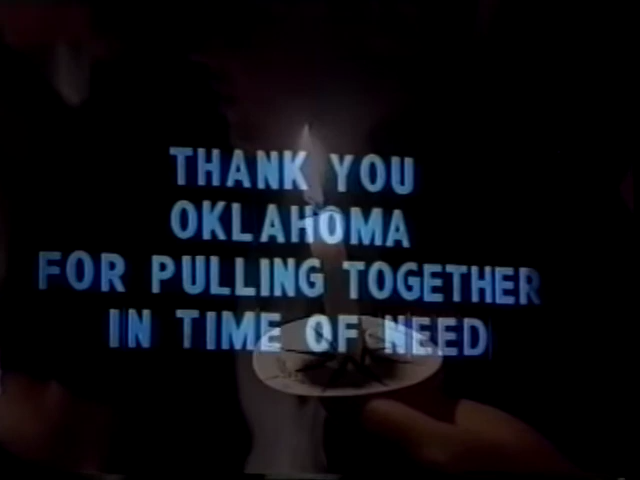 THANK YOU
OKLAHOMA
FOR PULLING TOGETHER
IN TIME OF NEED